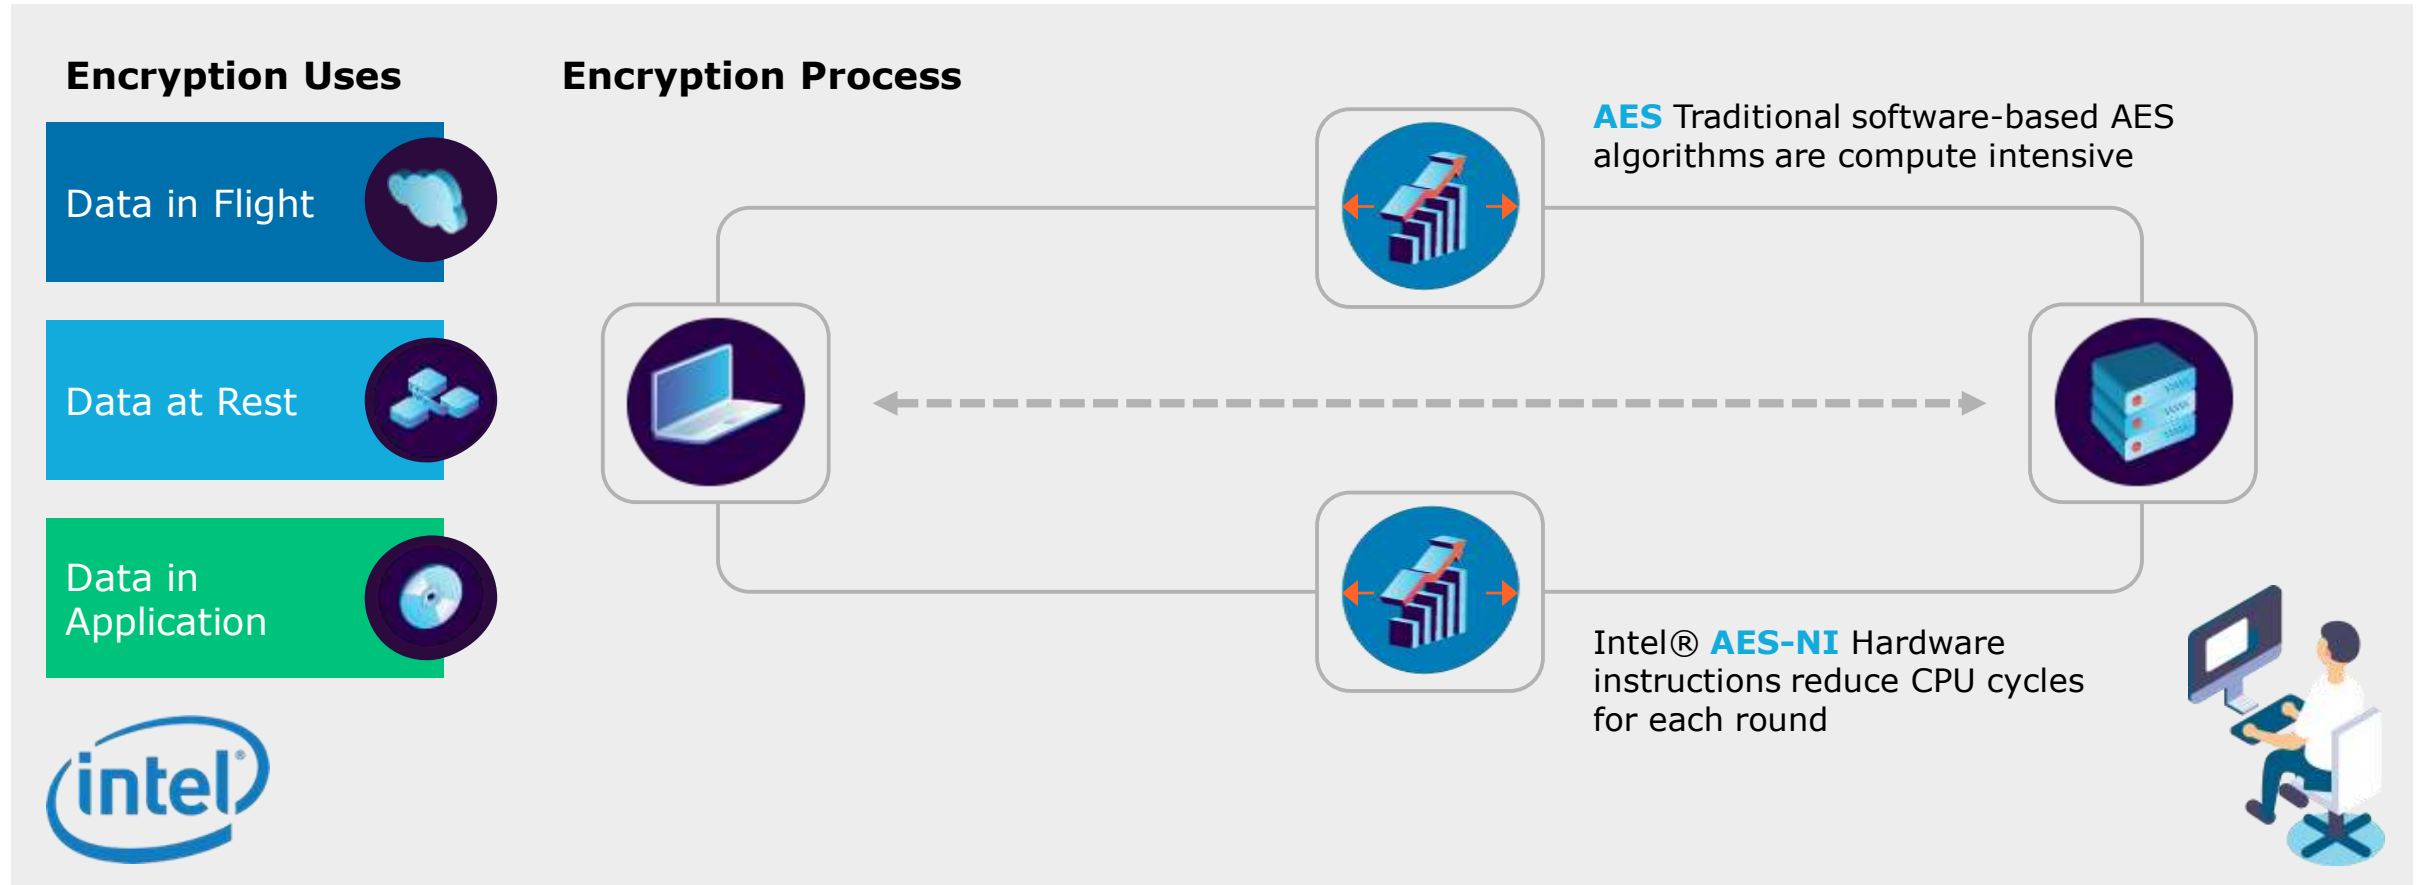 Encryption Uses
Encryption Process
Data in Flight
Data at Rest
Data in
Application
AES Traditional software-based AES
algorithms are compute intensive
Intel® AES-NI Hardware
instructions reduce CPU cycles
for each round
intel®